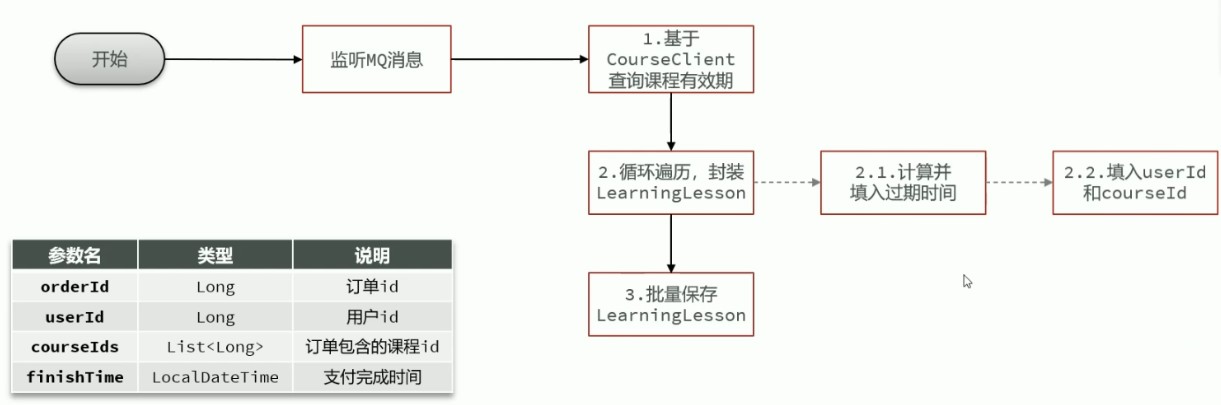 开始
监听MQ消息
1.基于
CourseClient
查询课程有效期
2.循环遍历，封装
LearningLesson
2.1.计算并
填入过期时间
2.2.填入userId
和courseId
3.批量保存
LearningLesson
参数名 类型 说明
orderId Long 订单id
userId Long 用户id
courseIds List<Long> 订单包含的课程id
finishTime LocalDateTime 支付完成时间